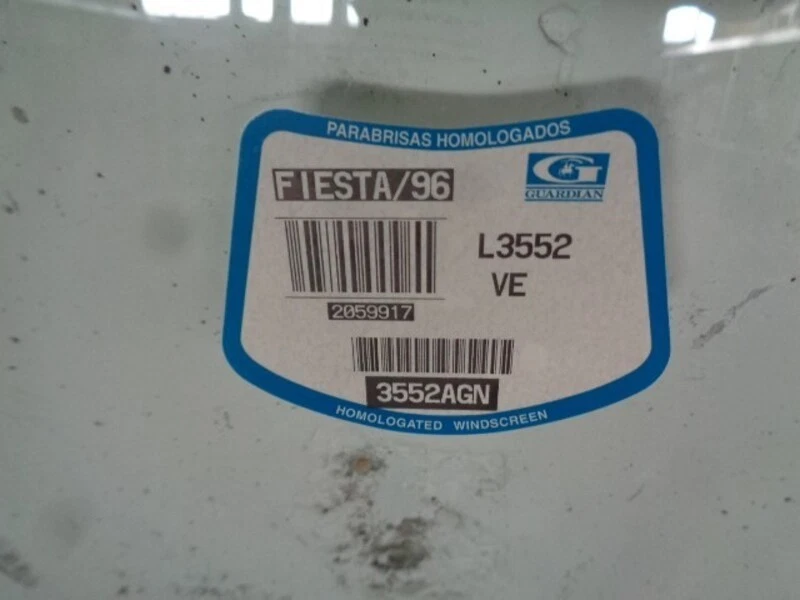 PARABRISAS HOMOLOGADOS
FIESTA/96
G
GUARDIAN
L3552
VE
2059917
3552AGN
HOMOLOGATED WINDSCREEN